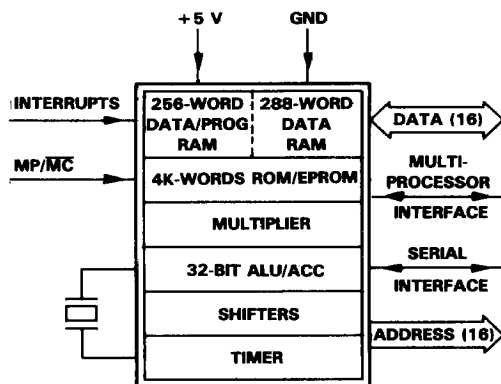 +5 V
GND
INTERRUPTS
MP/M̅C̅
256-WORD
DATA/PROG
RAM
288-WORD
DATA
RAM
4K-WORDS ROM/EPROM
MULTIPLIER
32-BIT ALU/ACC
SHIFTERS
TIMER
DATA (16)
MULTI-
PROCESSOR
INTERFACE
SERIAL
INTERFACE
ADDRESS (16)